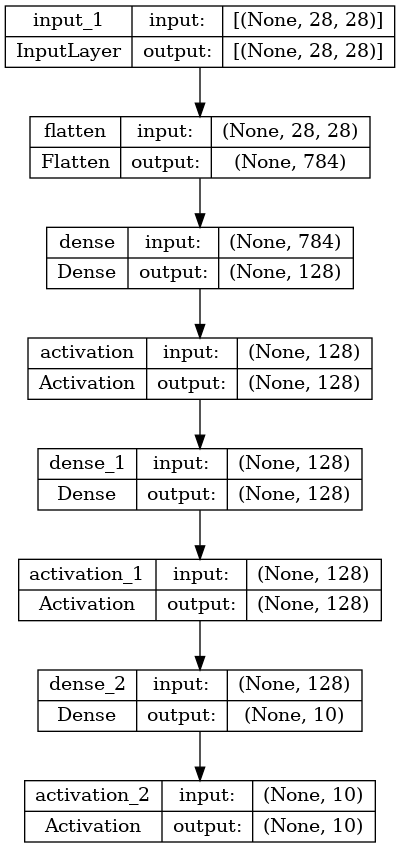 input_1 input: [(None, 28, 28)]
InputLayer output: [(None, 28, 28)]
flatten input: (None, 28, 28)
Flatten output: (None, 784)
dense input: (None, 784)
Dense output: (None, 128)
activation input: (None, 128)
Activation output: (None, 128)
dense_1 input: (None, 128)
Dense output: (None, 128)
activation_1 input: (None, 128)
Activation output: (None, 128)
dense_2 input: (None, 128)
Dense output: (None, 10)
activation_2 input: (None, 10)
Activation output: (None, 10)